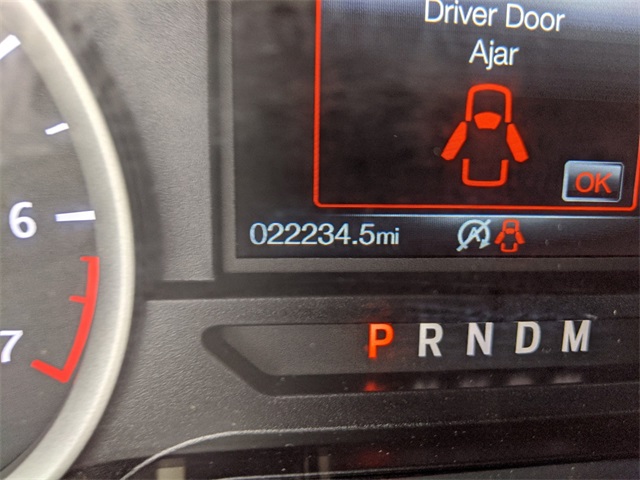 Driver Door
Ajar
OK
6
022234.5mi
7
P R N D M